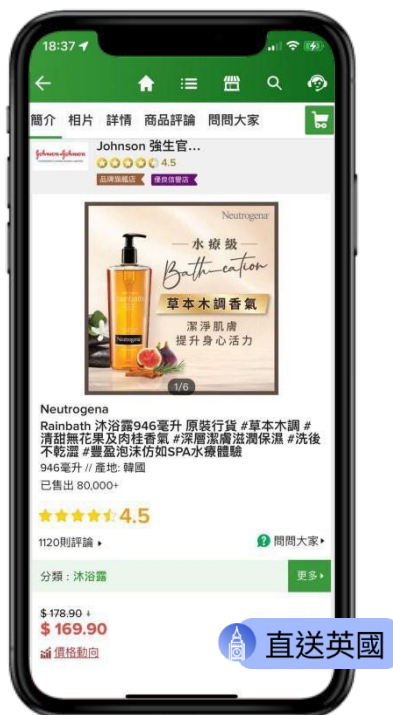 18:37
簡介 相片 詳情 商品評論 問問大家
Johnson & Johnson
Johnson 強生官...
4.5
品牌旗艦店 優良信譽店
Neutrogena
水療級
Bath-cation
草本木調香氣
潔淨肌膚
提升身心活力
rainbath
Neutrogena
1/6
Neutrogena
Rainbath 沐浴露946毫升 原裝行貨 #草本木調 #
清甜無花果及肉桂香氣 #深層潔膚滋潤保濕 #洗後
不乾澀 #豐盈泡沫仿如SPA水療體驗
946毫升 // 產地: 韓國
已售出 80,000+
4.5
1120則評論
? 問問大家
分類 : 沐浴露 更多
$ 178.90
$ 169.90
價格動向
直送英國